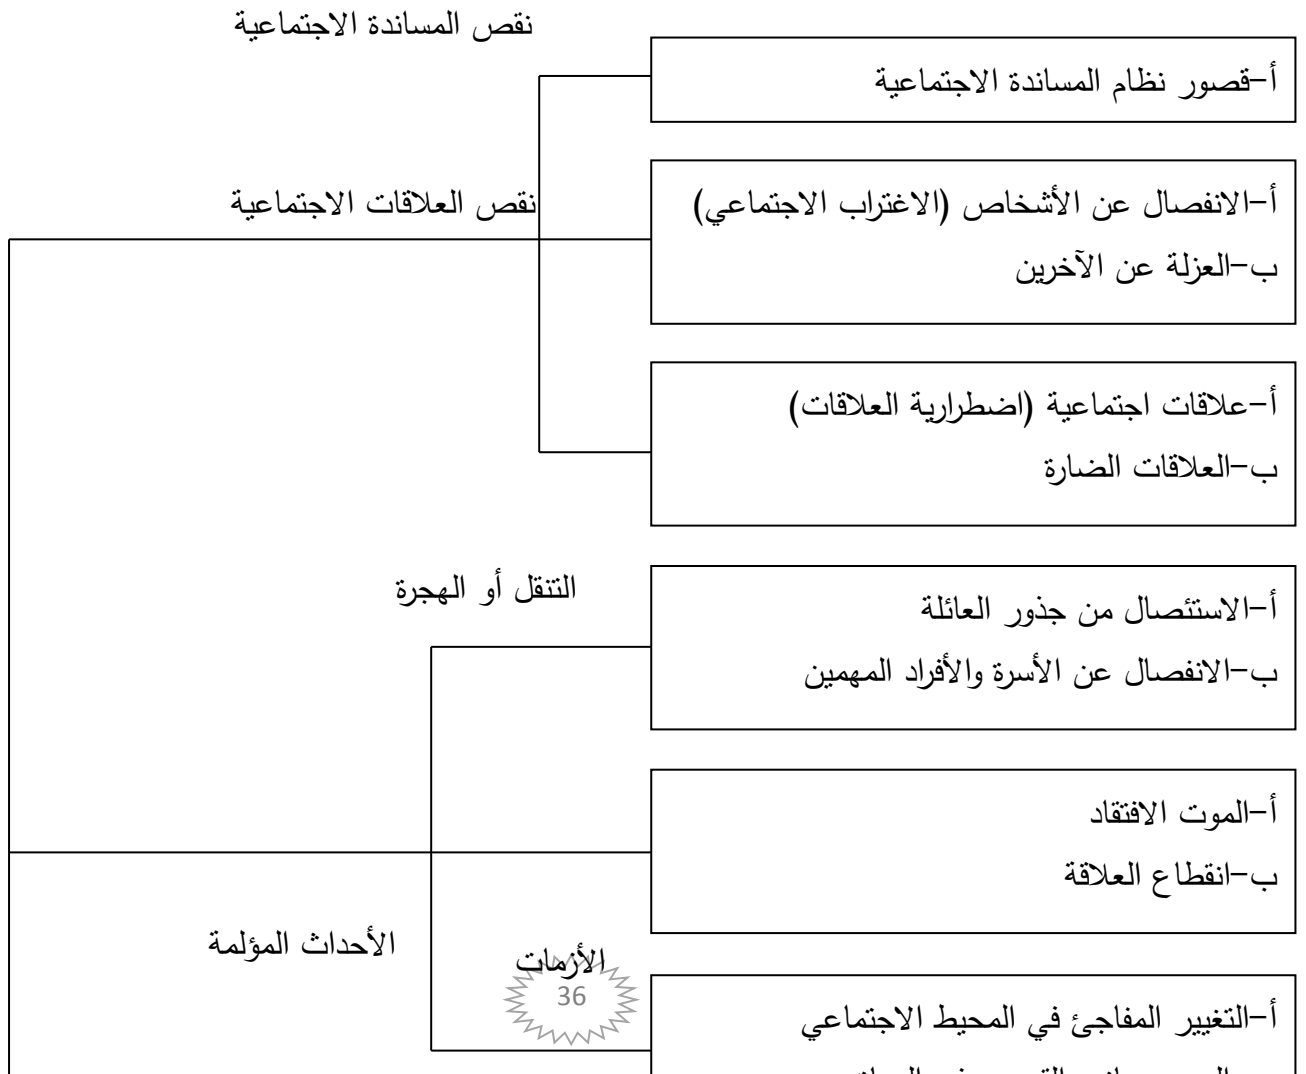 نقص المساندة الاجتماعية
أ-قصور نظام المساندة الاجتماعية
أ-الانفصال عن الأشخاص (الاغتراب الاجتماعي)
ب-العزلة عن الآخرين
نقص العلاقات الاجتماعية
أ-علاقات اجتماعية (اضطرارية العلاقات)
ب-العلاقات الضارة
التنقل أو الهجرة
أ-الاستئصال من جذور العائلة
ب-الانفصال عن الأسرة والأفراد المهمين
أ-الموت الافتقاد
ب-انقطاع العلاقة
الأحداث المؤلمة
الأزمات
36
أ-التغيير المفاجئ في المحيط الاجتماعي